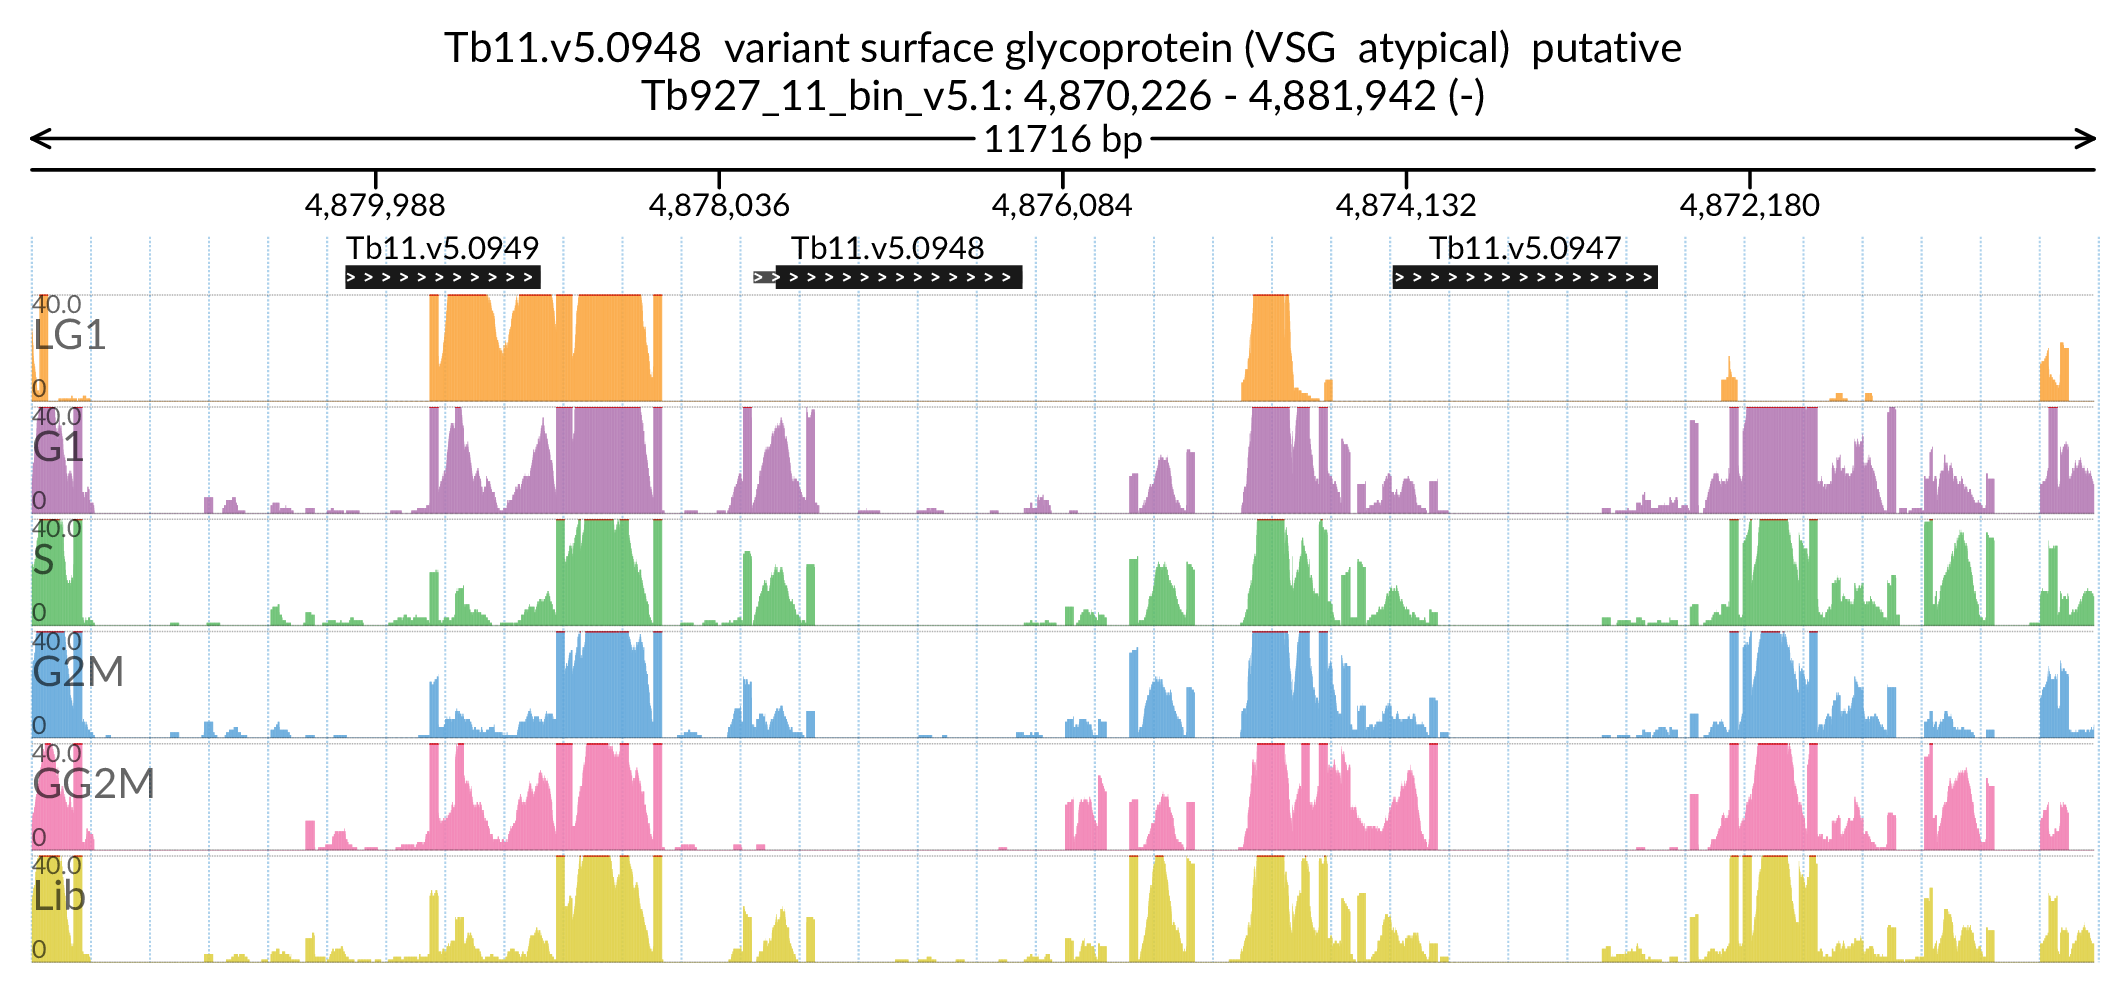 Tb11.v5.0948 variant surface glycoprotein (VSG atypical) putative
Tb927_11_bin_v5.1: 4,870,226 - 4,881,942 (-)
11716 bp
4,879,988 4,878,036 4,876,084 4,874,132 4,872,180
Tb11.v5.0949 Tb11.v5.0948 Tb11.v5.0947
40.0
LG1
0
40.0
G1
0
40.0
S
0
40.0
G2M
0
40.0
GG2M
0
40.0
Lib
0